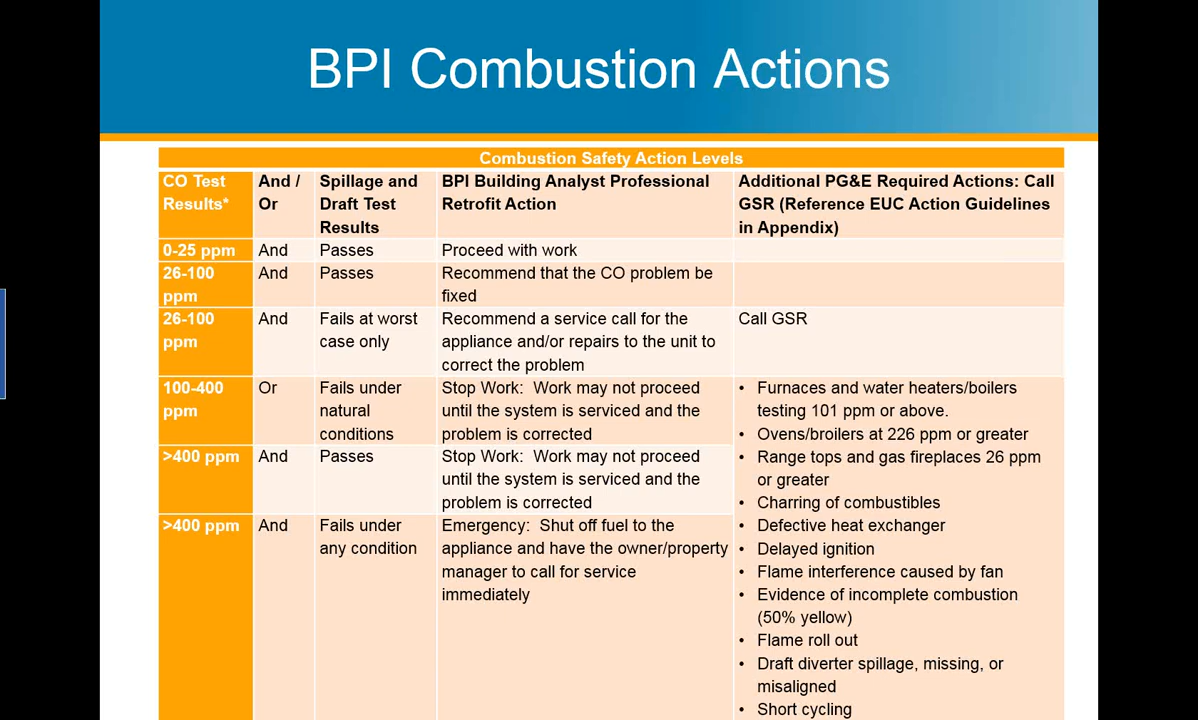 BPI Combustion Actions
Combustion Safety Action Levels
CO Test
Results*
And /
Or
Spillage and
Draft Test
Results
BPI Building Analyst Professional
Retrofit Action
Additional PG&E Required Actions: Call
GSR (Reference EUC Action Guidelines
in Appendix)
0-25 ppm
And
Passes
Proceed with work
26-100
ppm
And
Passes
Recommend that the CO problem be
fixed
26-100
ppm
And
Fails at worst
case only
Recommend a service call for the
appliance and/or repairs to the unit to
correct the problem
Call GSR
100-400
ppm
Or
Fails under
natural
conditions
Stop Work:  Work may not proceed
until the system is serviced and the
problem is corrected
>400 ppm
And
Passes
Stop Work:  Work may not proceed
until the system is serviced and the
problem is corrected
>400 ppm
And
Fails under
any condition
Emergency:  Shut off fuel to the
appliance and have the owner/property
manager to call for service
immediately
• Furnaces and water heaters/boilers
testing 101 ppm or above.
• Ovens/broilers at 226 ppm or greater
• Range tops and gas fireplaces 26 ppm
or greater
• Charring of combustibles
• Defective heat exchanger
• Delayed ignition
• Flame interference caused by fan
• Evidence of incomplete combustion
(50% yellow)
• Flame roll out
• Draft diverter spillage, missing, or
misaligned
• Short cycling